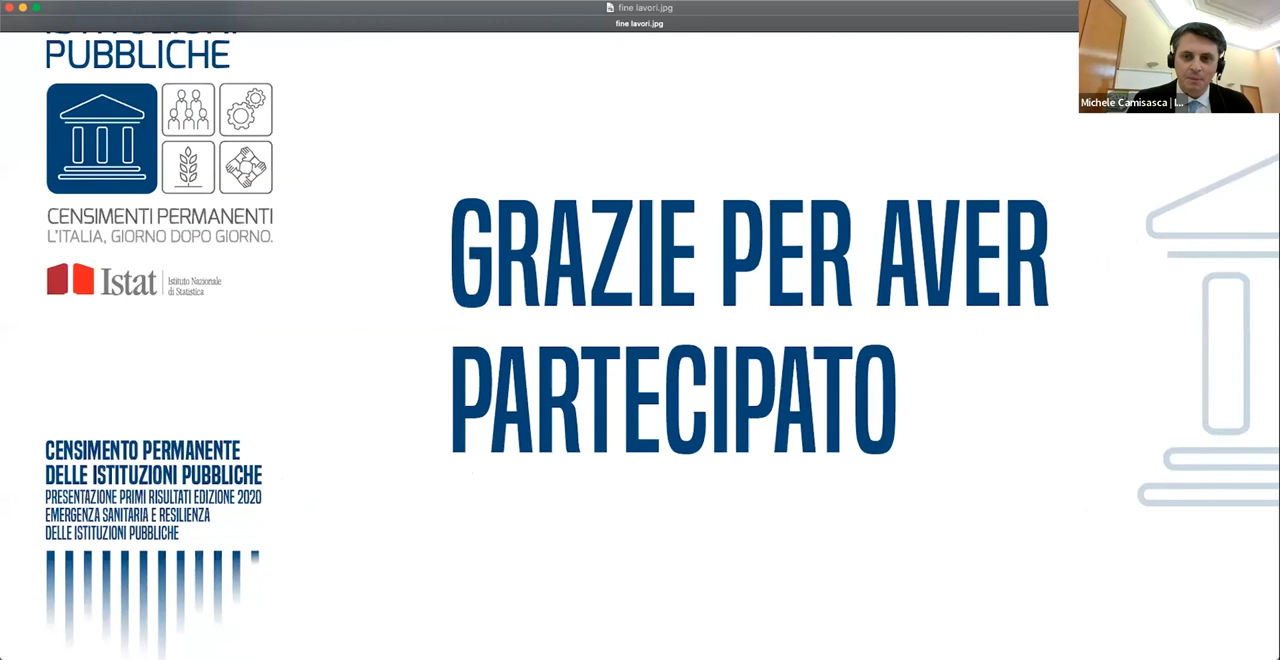 fine lavori.jpg
fine lavori.jpg
Michele Camisasca | I...
ISTITUZIONI
PUBBLICHE
CENSIMENTI PERMANENTI
L'ITALIA, GIORNO DOPO GIORNO.
Istat
Istituto Nazionale
di Statistica
GRAZIE PER AVER
PARTECIPATO
CENSIMENTO PERMANENTE
DELLE ISTITUZIONI PUBBLICHE
PRESENTAZIONE PRIMI RISULTATI EDIZIONE 2020
EMERGENZA SANITARIA E RESILIENZA
DELLE ISTITUZIONI PUBBLICHE